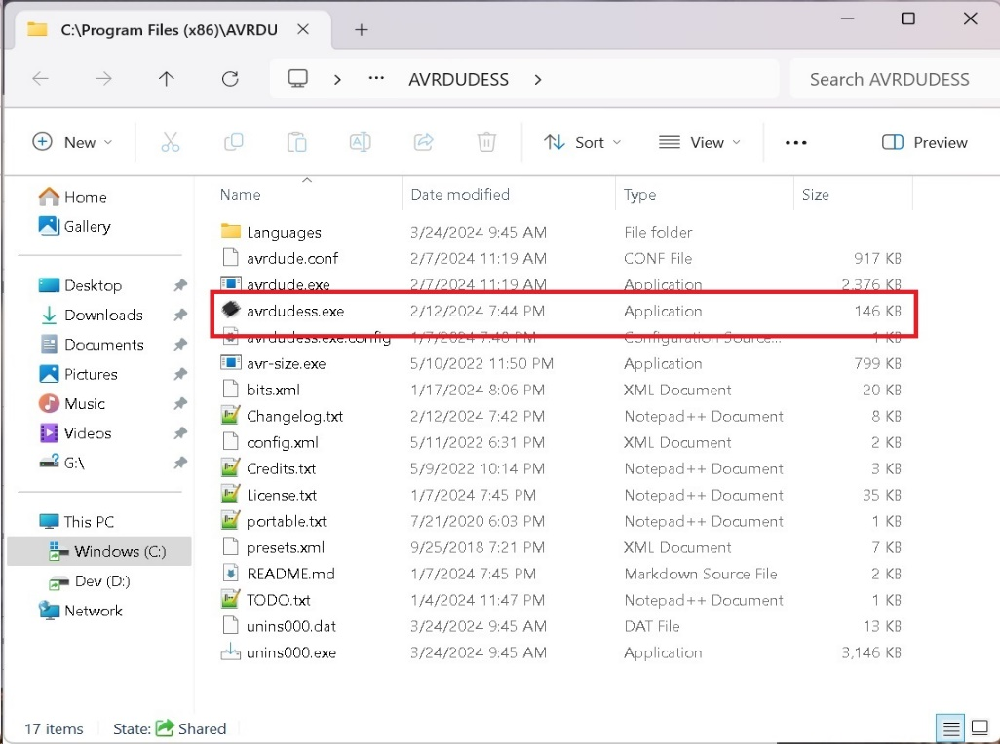 C:\Program Files (x86)\AVRDU
AVRDUDESS
Search AVRDUDESS
New Sort View Preview
Name Date modified Type Size
Home
Gallery
Desktop
Downloads
Documents
Pictures
Music
Videos
G:\
This PC
Windows (C:)
Dev (D:)
Network
Languages 3/24/2024 9:45 AM File folder
avrdude.conf 2/7/2024 11:19 AM CONF File 917 KB
avrdude.exe 2/7/2024 11:19 AM Application 2,376 KB
avrdudess.exe 2/12/2024 7:44 PM Application 146 KB
avrdudess.exe.config 1/7/2024 7:48 PM Configuration Source... 1 KB
avr-size.exe 5/10/2022 11:50 PM Application 799 KB
bits.xml 1/17/2024 8:06 PM XML Document 20 KB
Changelog.txt 2/12/2024 7:42 PM Notepad++ Document 8 KB
config.xml 5/11/2022 6:31 PM XML Document 2 KB
Credits.txt 5/9/2022 10:14 PM Notepad++ Document 3 KB
License.txt 1/7/2024 7:45 PM Notepad++ Document 35 KB
portable.txt 7/21/2020 6:03 PM Notepad++ Document 1 KB
presets.xml 9/25/2018 7:21 PM XML Document 7 KB
README.md 1/7/2024 7:45 PM Markdown Source File 2 KB
TODO.txt 1/4/2024 11:47 PM Notepad++ Document 1 KB
unins000.dat 3/24/2024 9:45 AM DAT File 13 KB
unins000.exe 3/24/2024 9:45 AM Application 3,146 KB
17 items State: Shared